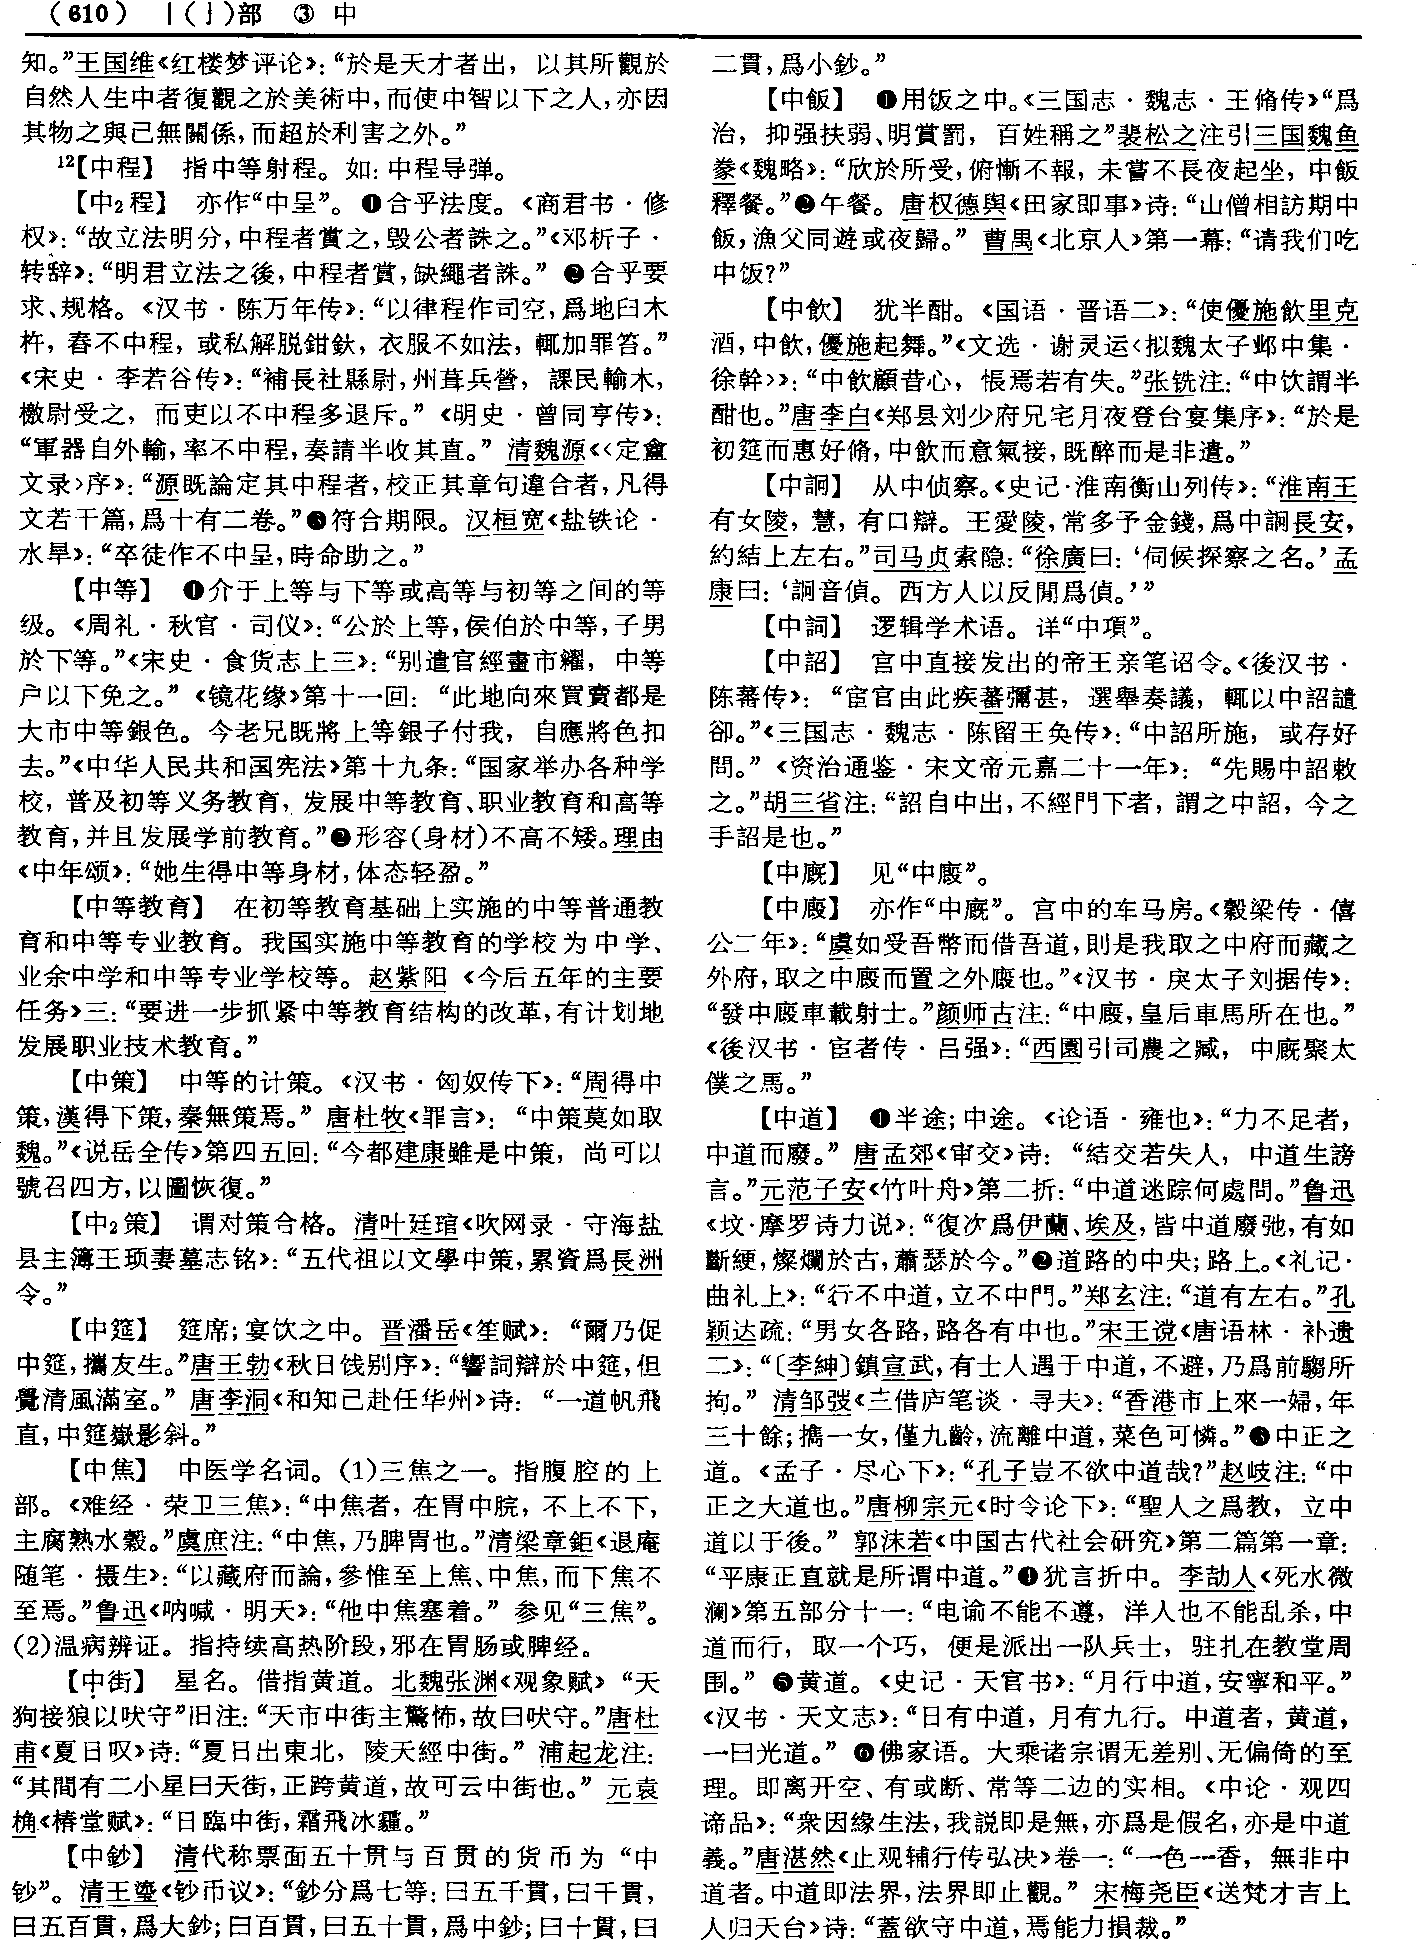 （610） 丨(亅)部 ③ 中
知。”王国维《红楼梦评论》：“於是天才者出，以其所觀於
自然人生中者復觀之於美術中，而使中智以下之人，亦因
其物之與己無關係，而超於利害之外。”
¹²【中程】 指中等射程。如：中程导弹。
【中₂程】 亦作“中呈”。❶合乎法度。《商君书·修
权》：“故立法明分，中程者賞之，毁公者誅之。”《邓析子·
转辞》：“明君立法之後，中程者賞，缺繩者誅。” ❷合乎要
求、规格。《汉书·陈万年传》：“以律程作司空，爲地臼木
杵，舂不中程，或私解脱鉗釱，衣服不如法，輒加罪笞。”
《宋史·李若谷传》：“補長社縣尉，州葺兵營，課民輸木，
檄尉受之，而吏以不中程多退斥。”《明史·曾同亨传》：
“軍器自外輸，率不中程，奏請半收其直。” 清魏源《〈定盦
文录〉序》：“源既論定其中程者，校正其章句違合者，凡得
文若干篇，爲十有二卷。”❸符合期限。汉桓宽《盐铁论·
水旱》：“卒徒作不中呈，時命助之。”
【中等】 ❶介于上等与下等或高等与初等之间的等
级。《周礼·秋官·司仪》：“公於上等，侯伯於中等，子男
於下等。”《宋史·食货志上三》：“别遣官經畫市糴，中等
户以下免之。”《镜花缘》第十一回：“此地向來買賣都是
大市中等銀色。今老兄既將上等銀子付我，自應將色扣
去。”《中华人民共和国宪法》第十九条：“国家举办各种学
校，普及初等义务教育，发展中等教育、职业教育和高等
教育，并且发展学前教育。”❷形容(身材)不高不矮。理由
《中年颂》：“她生得中等身材，体态轻盈。”
【中等教育】 在初等教育基础上实施的中等普通教
育和中等专业教育。我国实施中等教育的学校为中学、
业余中学和中等专业学校等。赵紫阳《今后五年的主要
任务》三：“要进一步抓紧中等教育结构的改革，有计划地
发展职业技术教育。”
【中策】 中等的计策。《汉书·匈奴传下》：“周得中
策，漢得下策，秦無策焉。” 唐杜牧《罪言》：“中策莫如取
魏。”《说岳全传》第四五回：“今都建康雖是中策，尚可以
號召四方，以圖恢復。”
【中₂策】 谓对策合格。清叶廷琯《吹网录·守海盐
县主簿王顼妻墓志铭》：“五代祖以文學中策，累資爲長洲
令。”
【中筵】 筵席；宴饮之中。晋潘岳《笙赋》：“爾乃促
中筵，攜友生。”唐王勃《秋日饯别序》：“響詞辯於中筵，但
覺清風滿室。” 唐李洞《和知己赴任华州》诗：“一道帆飛
直，中筵嶽影斜。”
【中焦】 中医学名词。(1)三焦之一。指腹腔的上
部。《难经·荣卫三焦》：“中焦者，在胃中脘，不上不下，
主腐熟水穀。”虞庶注：“中焦，乃脾胃也。”清梁章鉅《退庵
随笔·摄生》：“以藏府而論，參惟至上焦、中焦，而下焦不
至焉。”鲁迅《呐喊·明天》：“他中焦塞着。” 参见“三焦”。
(2)温病辨证。指持续高热阶段，邪在胃肠或脾经。
【中街】 星名。借指黄道。北魏张渊《观象赋》“天
狗接狼以吠守”旧注：“天市中街主驚怖，故曰吠守。”唐杜
甫《夏日叹》诗：“夏日出東北，陵天經中街。” 浦起龙注：
“其間有二小星曰天街，正跨黄道，故可云中街也。” 元袁
桷《椿堂赋》：“日臨中街，霜飛冰霾。”
【中鈔】 清代称票面五十贯与百贯的货币为“中
钞”。清王鎏《钞币议》：“鈔分爲七等：曰五千貫，曰千貫，
曰五百貫，爲大鈔；曰百貫，曰五十貫，爲中鈔；曰十貫，曰
二貫，爲小鈔。”
【中飯】 ❶用饭之中。《三国志·魏志·王脩传》“爲
治，抑强扶弱、明賞罰，百姓稱之”裴松之注引三国魏鱼
豢《魏略》：“欣於所受，俯慚不報，未嘗不長夜起坐，中飯
釋餐。”❷午餐。唐权德舆《田家即事》诗：“山僧相訪期中
飯，漁父同遊或夜歸。” 曹禺《北京人》第一幕：“请我们吃
中饭？”
【中飲】 犹半酣。《国语·晋语二》：“使優施飲里克
酒，中飲，優施起舞。”《文选·谢灵运〈拟魏太子邺中集·
徐幹〉》：“中飲顧昔心，悵焉若有失。”张铣注：“中饮謂半
酣也。”唐李白《郑县刘少府兄宅月夜登台宴集序》：“於是
初筵而惠好脩，中飲而意氣接，既醉而是非遣。”
【中詗】 从中侦察。《史记·淮南衡山列传》：“淮南王
有女陵，慧，有口辯。王愛陵，常多予金錢，爲中詗長安，
約結上左右。”司马贞索隐：“徐廣曰：‘伺候探察之名。’孟
康曰：‘詗音偵。西方人以反間爲偵。’”
【中詞】 逻辑学术语。详“中項”。
【中詔】 宫中直接发出的帝王亲笔诏令。《後汉书·
陈蕃传》：“宦官由此疾蕃彌甚，選舉奏議，輒以中詔譴
卻。”《三国志·魏志·陈留王奂传》：“中詔所施，或存好
問。”《资治通鉴·宋文帝元嘉二十一年》：“先賜中詔敕
之。”胡三省注：“詔自中出，不經門下者，謂之中詔，今之
手詔是也。”
【中廐】 见“中廄”。
【中廄】 亦作“中廐”。宫中的车马房。《穀梁传·僖
公二年》：“虞如受吾幣而借吾道，則是我取之中府而藏之
外府，取之中廄而置之外廄也。”《汉书·戾太子刘据传》：
“發中廄車載射士。”颜师古注：“中廄，皇后車馬所在也。”
《後汉书·宦者传·吕强》：“西園引司農之臧，中廐聚太
僕之馬。”
【中道】 ❶半途；中途。《论语·雍也》：“力不足者，
中道而廢。” 唐孟郊《审交》诗：“結交若失人，中道生謗
言。”元范子安《竹叶舟》第二折：“中道迷踪何處問。”鲁迅
《坟·摩罗诗力说》：“復次爲伊蘭、埃及，皆中道廢弛，有如
斷綆，燦爛於古，蕭瑟於今。”❷道路的中央；路上。《礼记·
曲礼上》：“行不中道，立不中門。”郑玄注：“道有左右。”孔
颖达疏：“男女各路，路各有中也。”宋王谠《唐语林·补遗
二》：“〔李紳〕鎮宣武，有士人遇于中道，不避，乃爲前騶所
拘。” 清邹弢《三借庐笔谈·寻夫》：“香港市上來一婦，年
三十餘；擕一女，僅九齡，流離中道，菜色可憐。”❸中正之
道。《孟子·尽心下》：“孔子豈不欲中道哉？”赵岐注：“中
正之大道也。”唐柳宗元《时令论下》：“聖人之爲教，立中
道以于後。” 郭沫若《中国古代社会研究》第二篇第一章：
“平康正直就是所谓中道。”❹犹言折中。李劼人《死水微
澜》第五部分十一：“电谕不能不遵，洋人也不能乱杀，中
道而行，取一个巧，便是派出一队兵士，驻扎在教堂周
围。” ❺黄道。《史记·天官书》：“月行中道，安寧和平。”
《汉书·天文志》：“日有中道，月有九行。中道者，黄道，
一曰光道。” ❻佛家语。大乘诸宗谓无差别、无偏倚的至
理。即离开空、有或断、常等二边的实相。《中论·观四
谛品》：“衆因緣生法，我説即是無，亦爲是假名，亦是中道
義。”唐湛然《止观辅行传弘决》卷一：“一色一香，無非中
道者。中道即法界，法界即止觀。” 宋梅尧臣《送梵才吉上
人归天台》诗：“蓋欲守中道，焉能力損裁。”